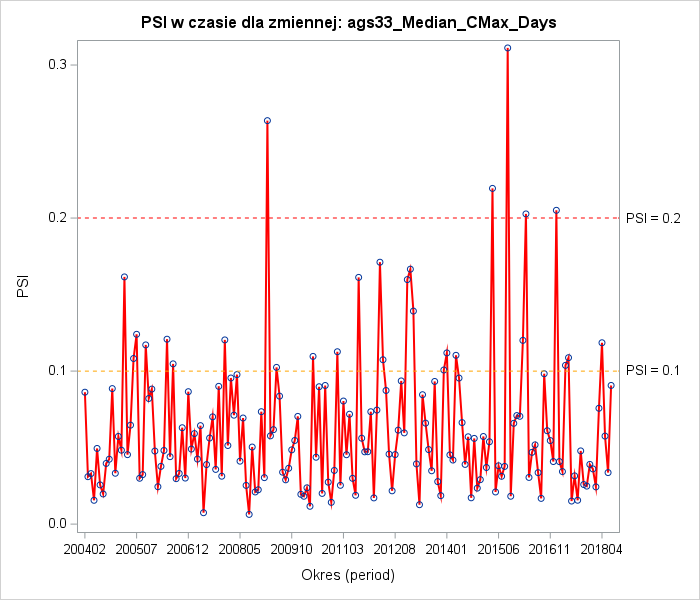 PSI w czasie dla zmiennej: ags33_Median_CMax_Days
0.3
0.2
PSI = 0.2
PSI
0.1
PSI = 0.1
0.0
200402 200507 200612 200805 200910 201103 201208 201401 201506 201611 201804
Okres (period)